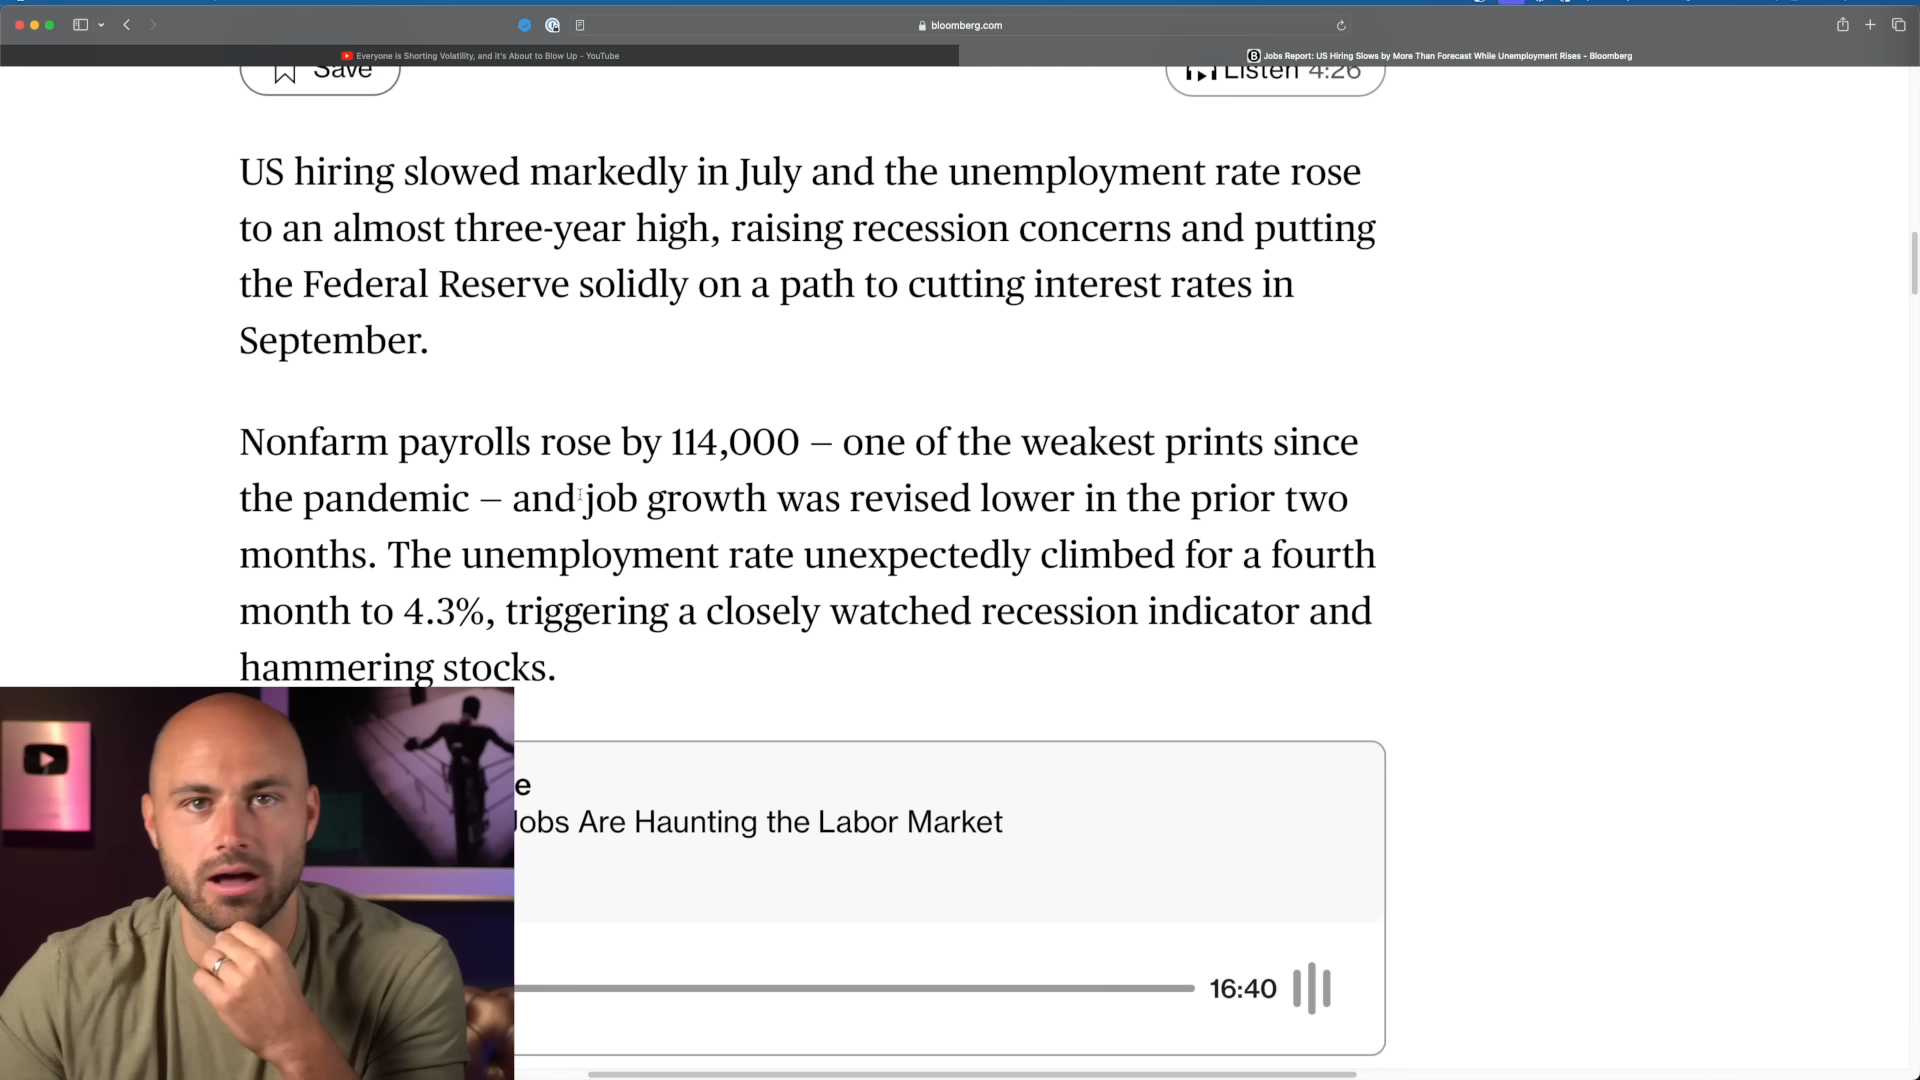 bloomberg.com
Everyone is Shorting Volatility, and it's About to Blow Up - YouTube
Jobs Report: US Hiring Slows by More Than Forecast While Unemployment Rises - Bloomberg
Save
Listen 4:26
US hiring slowed markedly in July and the unemployment rate rose
to an almost three-year high, raising recession concerns and putting
the Federal Reserve solidly on a path to cutting interest rates in
September.
Nonfarm payrolls rose by 114,000 – one of the weakest prints since
the pandemic – and job growth was revised lower in the prior two
months. The unemployment rate unexpectedly climbed for a fourth
month to 4.3%, triggering a closely watched recession indicator and
hammering stocks.
e
Jobs Are Haunting the Labor Market
16:40